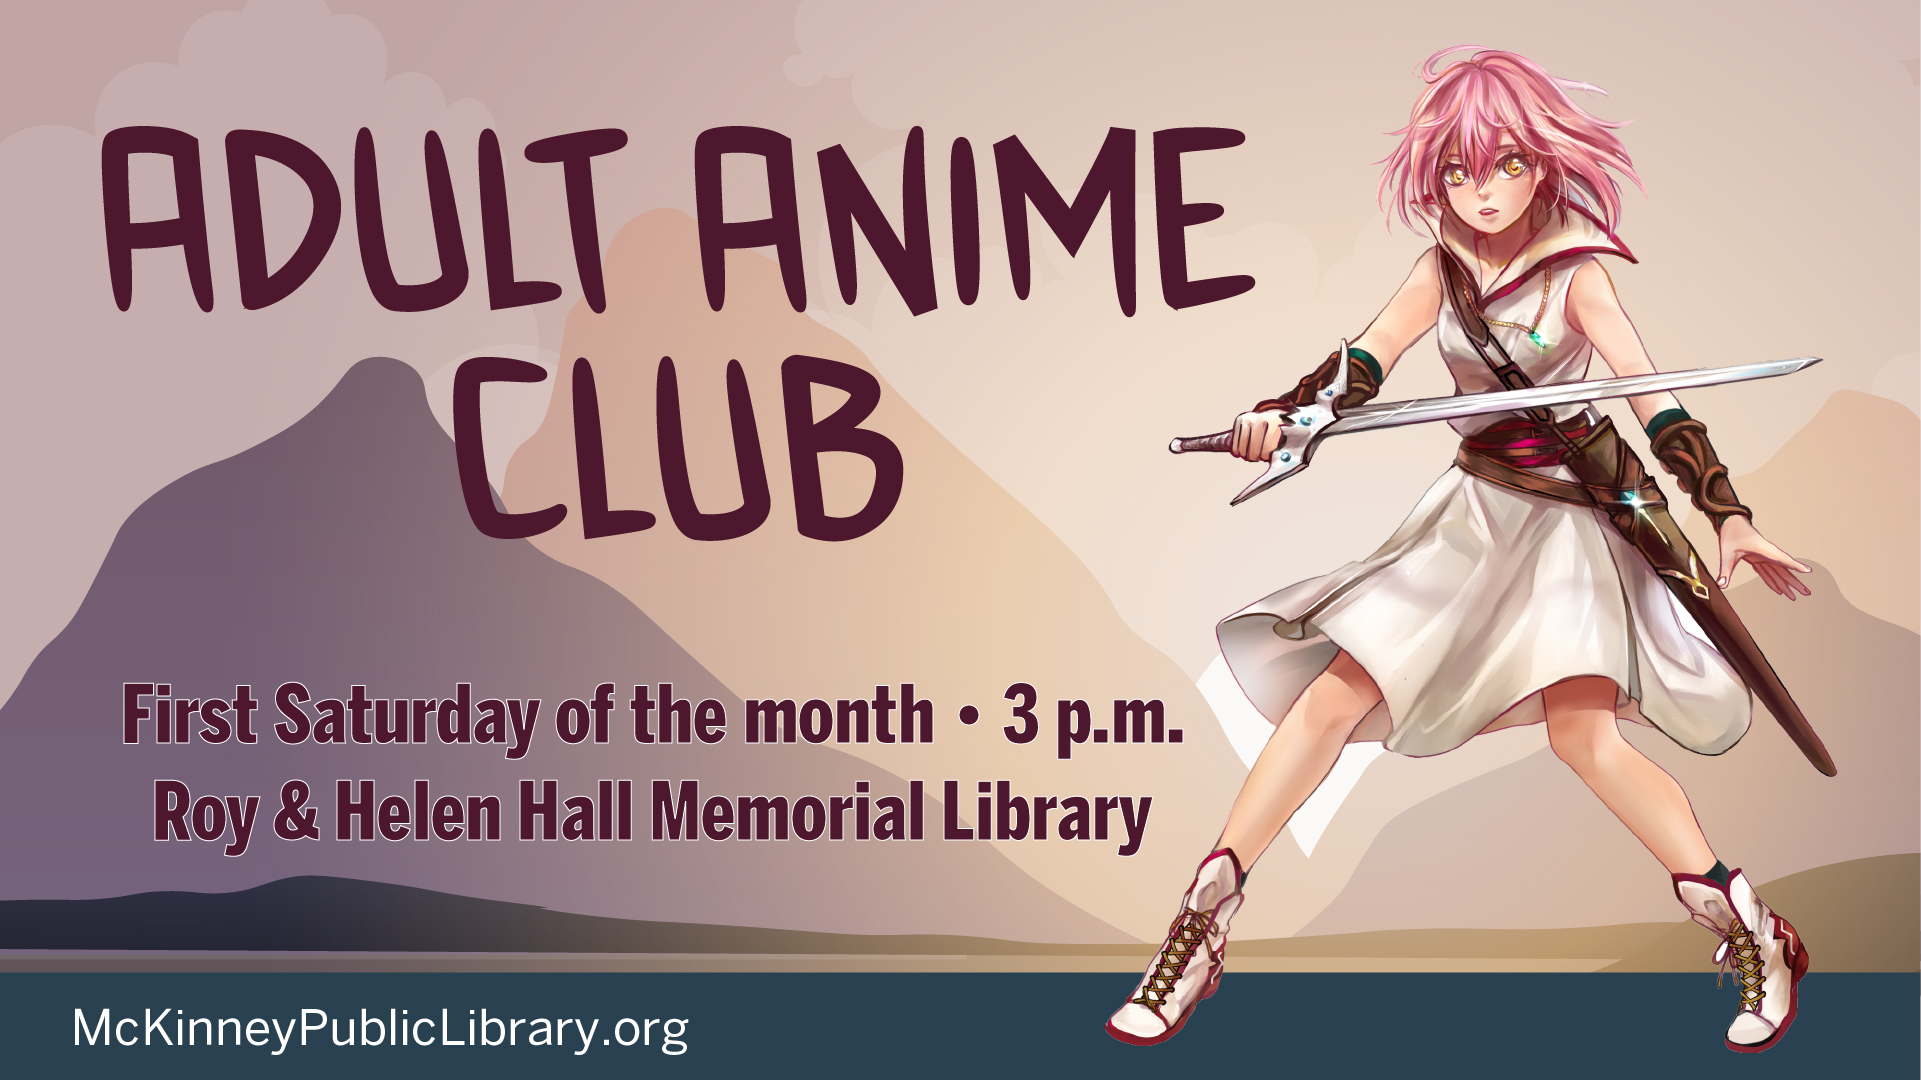 ADULT ANIME
CLUB
First Saturday of the month • 3 p.m.
Roy & Helen Hall Memorial Library
McKinneyPublicLibrary.org